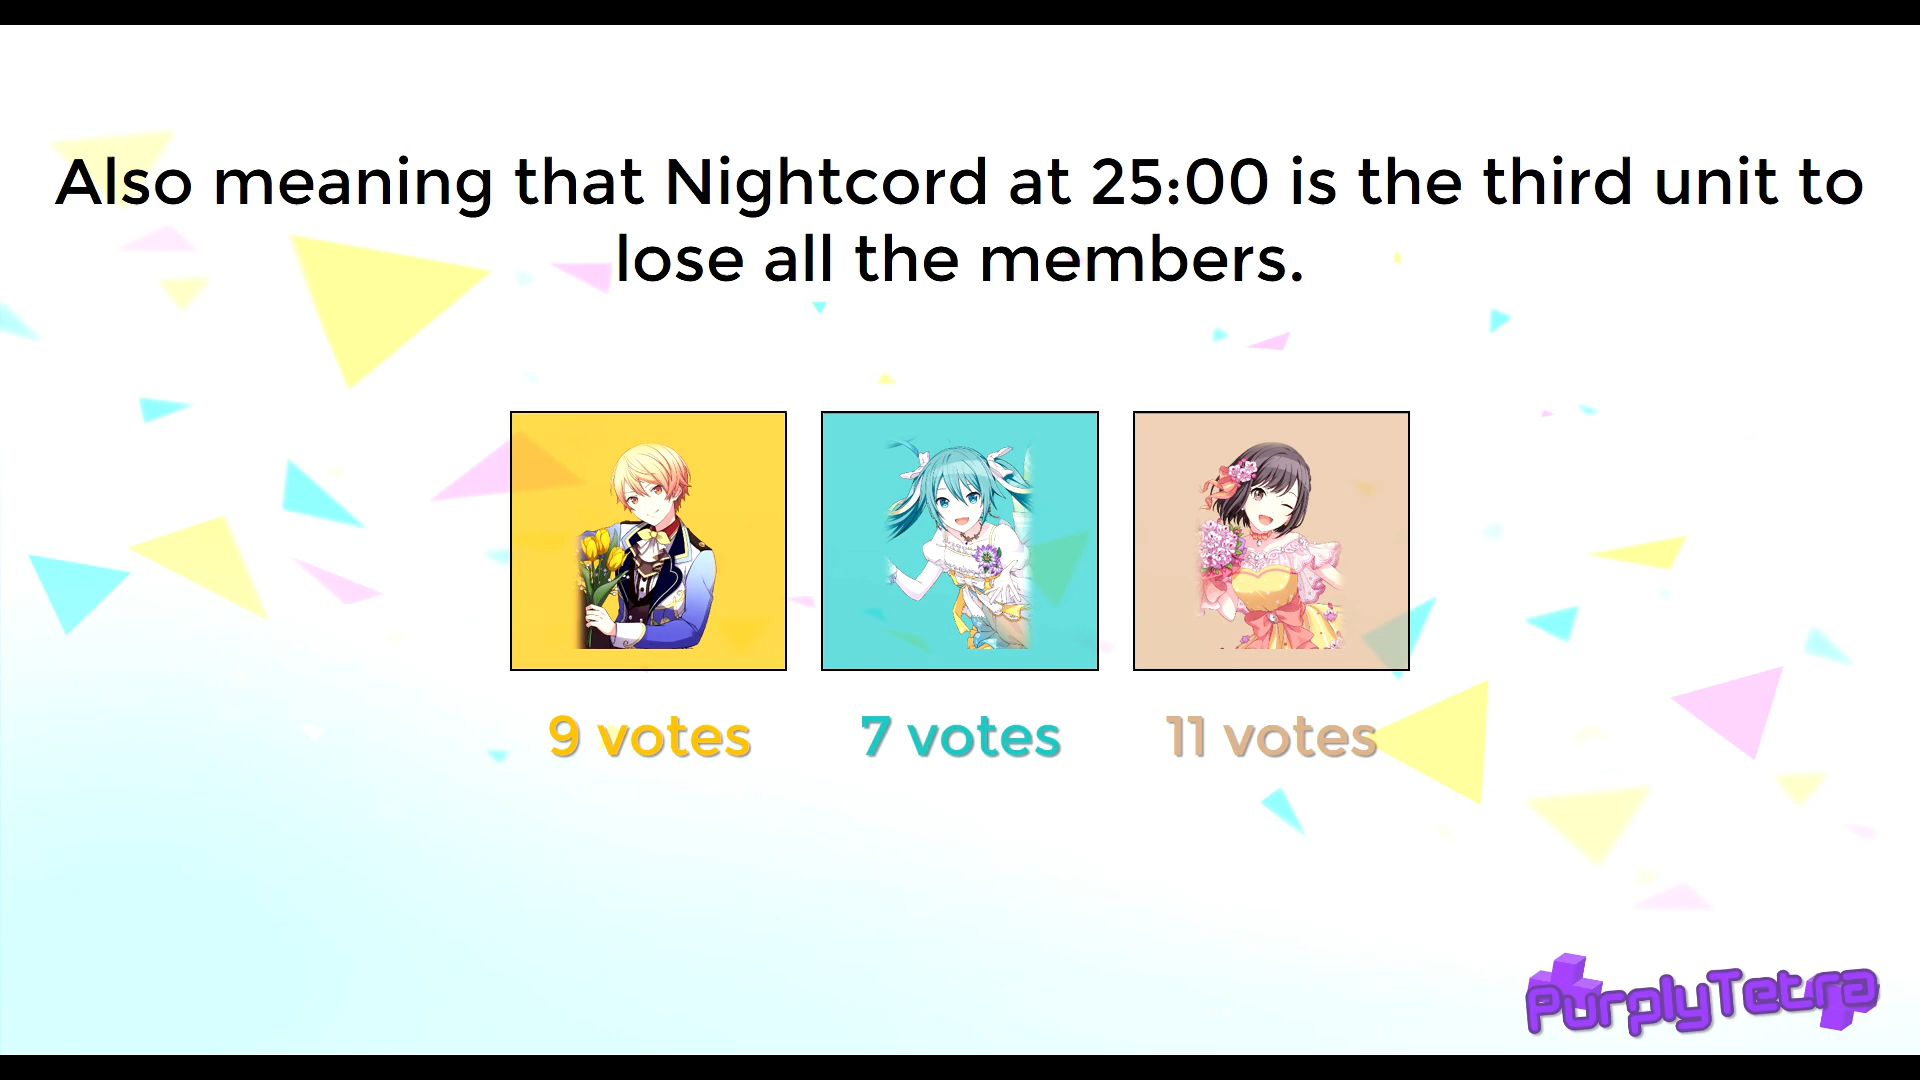 Also meaning that Nightcord at 25:00 is the third unit to
lose all the members.
9 votes
7 votes
11 votes
PurplyTetra